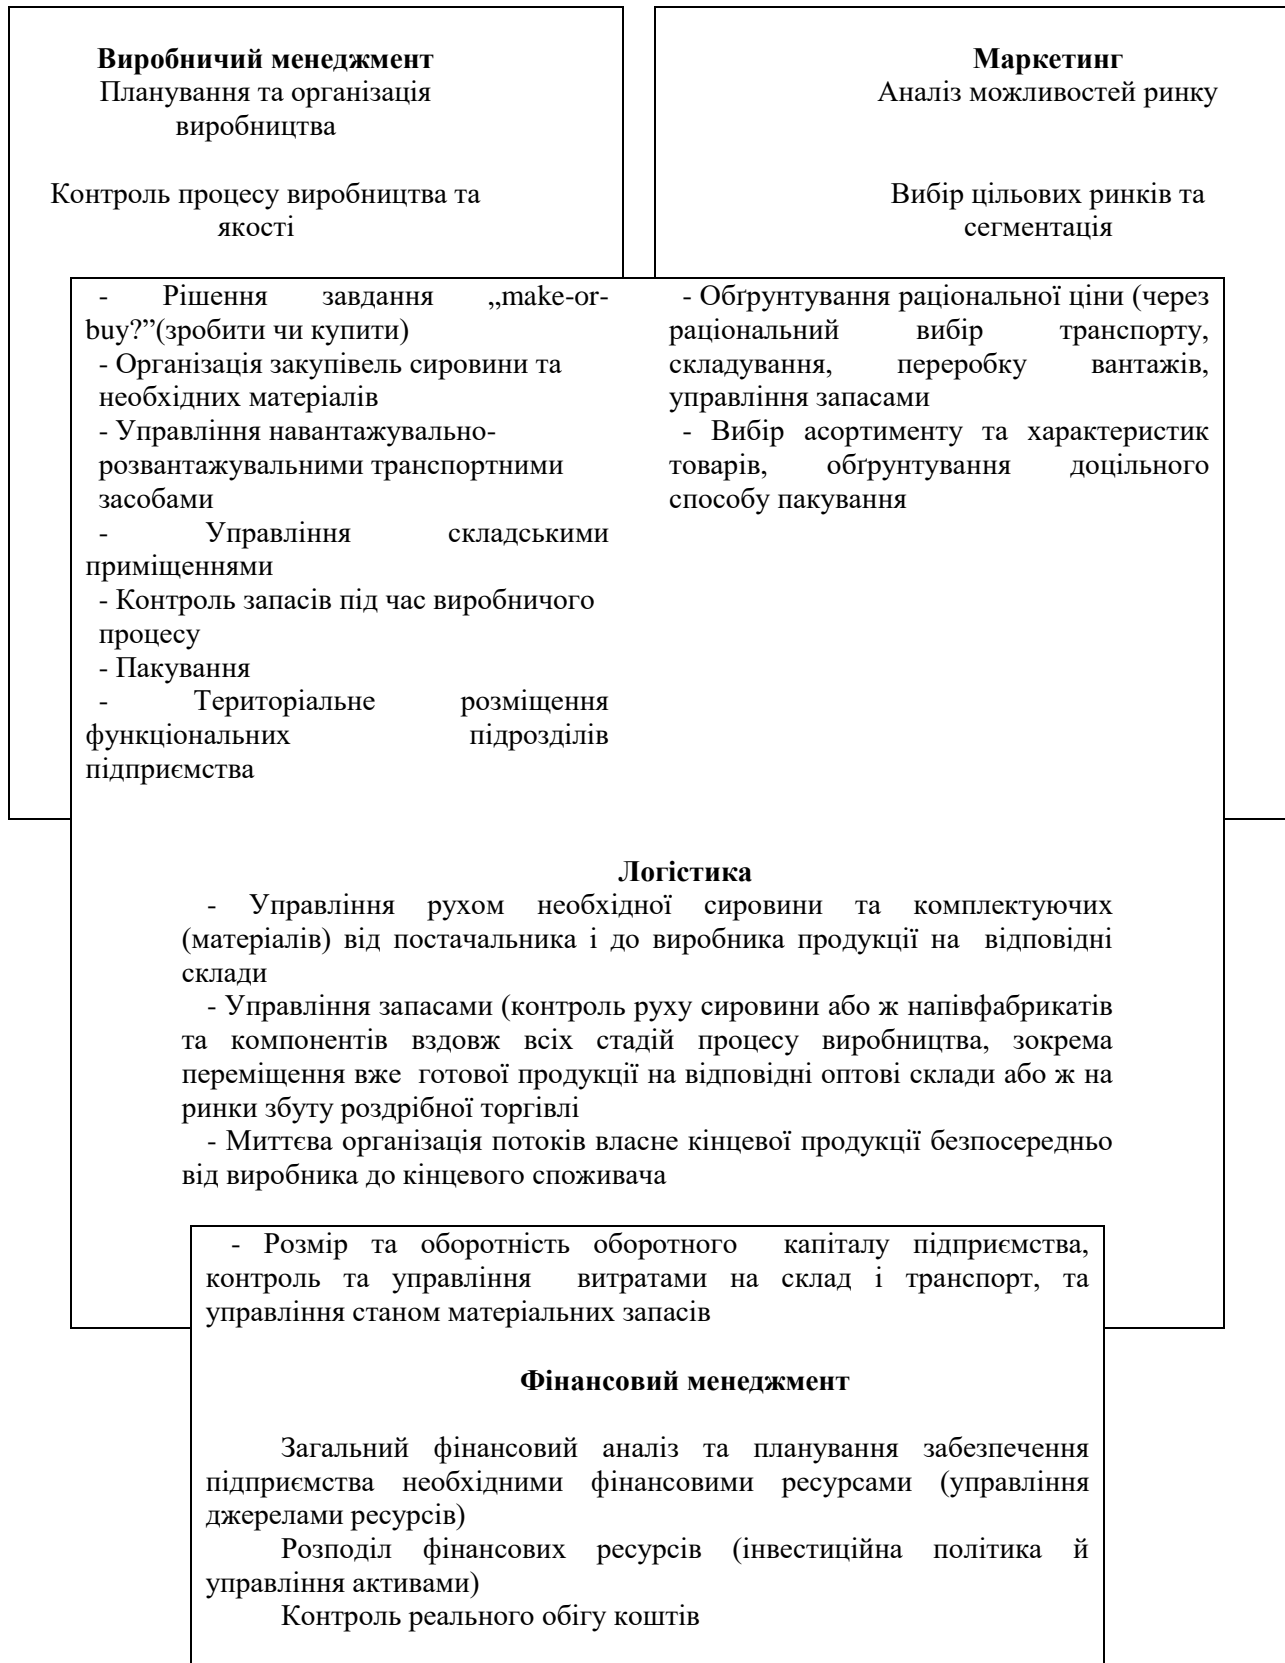 Виробничий менеджмент
Планування та організація
виробництва
Контроль процесу виробництва та
якості
Маркетинг
Аналіз можливостей ринку
Вибір цільових ринків та
сегментація
- Рішення завдання „make-or-
buy?”(зробити чи купити)
- Організація закупівель сировини та
необхідних матеріалів
- Управління навантажувально-
розвантажувальними транспортними
засобами
- Управління складськими
приміщеннями
- Контроль запасів під час виробничого
процесу
- Пакування
- Територіальне розміщення
функціональних підрозділів
підприємства
- Обґрунтування раціональної ціни (через
раціональний вибір транспорту,
складування, переробку вантажів,
управління запасами
- Вибір асортименту та характеристик
товарів, обґрунтування доцільного
способу пакування
Логістика
- Управління рухом необхідної сировини та комплектуючих
(матеріалів) від постачальника і до виробника продукції на відповідні
склади
- Управління запасами (контроль руху сировини або ж напівфабрикатів
та компонентів вздовж всіх стадій процесу виробництва, зокрема
переміщення вже готової продукції на відповідні оптові склади або ж на
ринки збуту роздрібної торгівлі
- Миттєва організація потоків власне кінцевої продукції безпосередньо
від виробника до кінцевого споживача
- Розмір та оборотність оборотного капіталу підприємства,
контроль та управління витратами на склад і транспорт, та
управління станом матеріальних запасів
Фінансовий менеджмент
Загальний фінансовий аналіз та планування забезпечення
підприємства необхідними фінансовими ресурсами (управління
джерелами ресурсів)
Розподіл фінансових ресурсів (інвестиційна політика й
управління активами)
Контроль реального обігу коштів